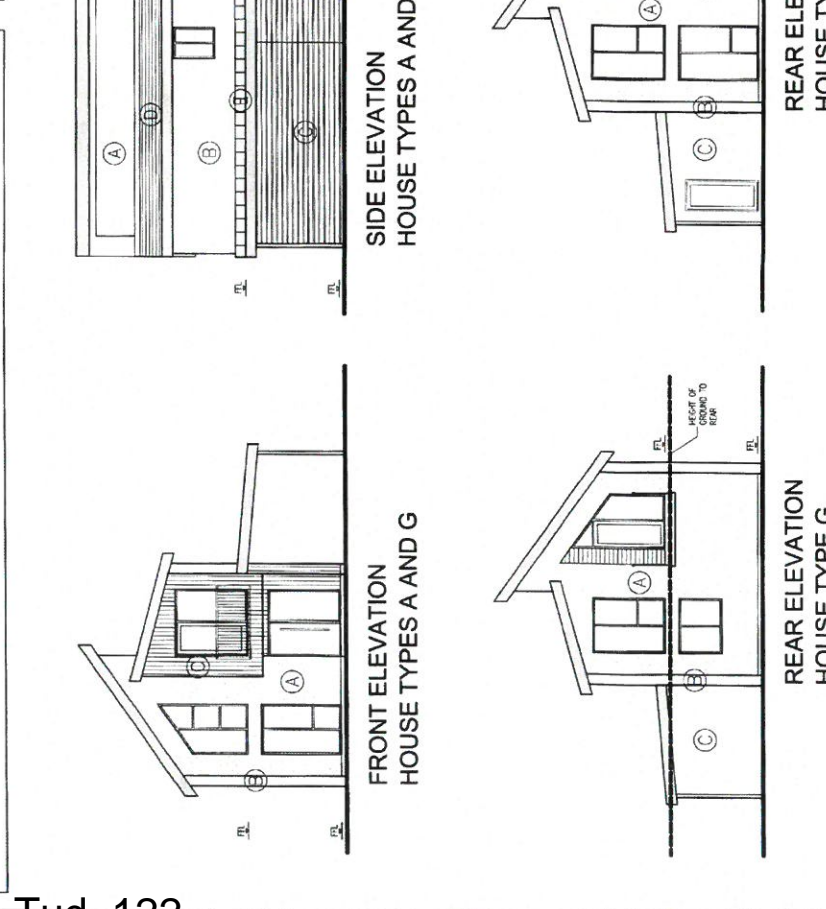 A
D
B
E
C
FFL
FFL
SIDE ELEVATION
HOUSE TYPES A AND
A
B
C
REAR ELE
HOUSE TY
C
A
B
FFL
FFL
FRONT ELEVATION
HOUSE TYPES A AND G
HEIGHT OF
GROUND TO
REAR
FFL
FFL
A
B
C
REAR ELEVATION
HOUSE TYPE G
Tud. 122